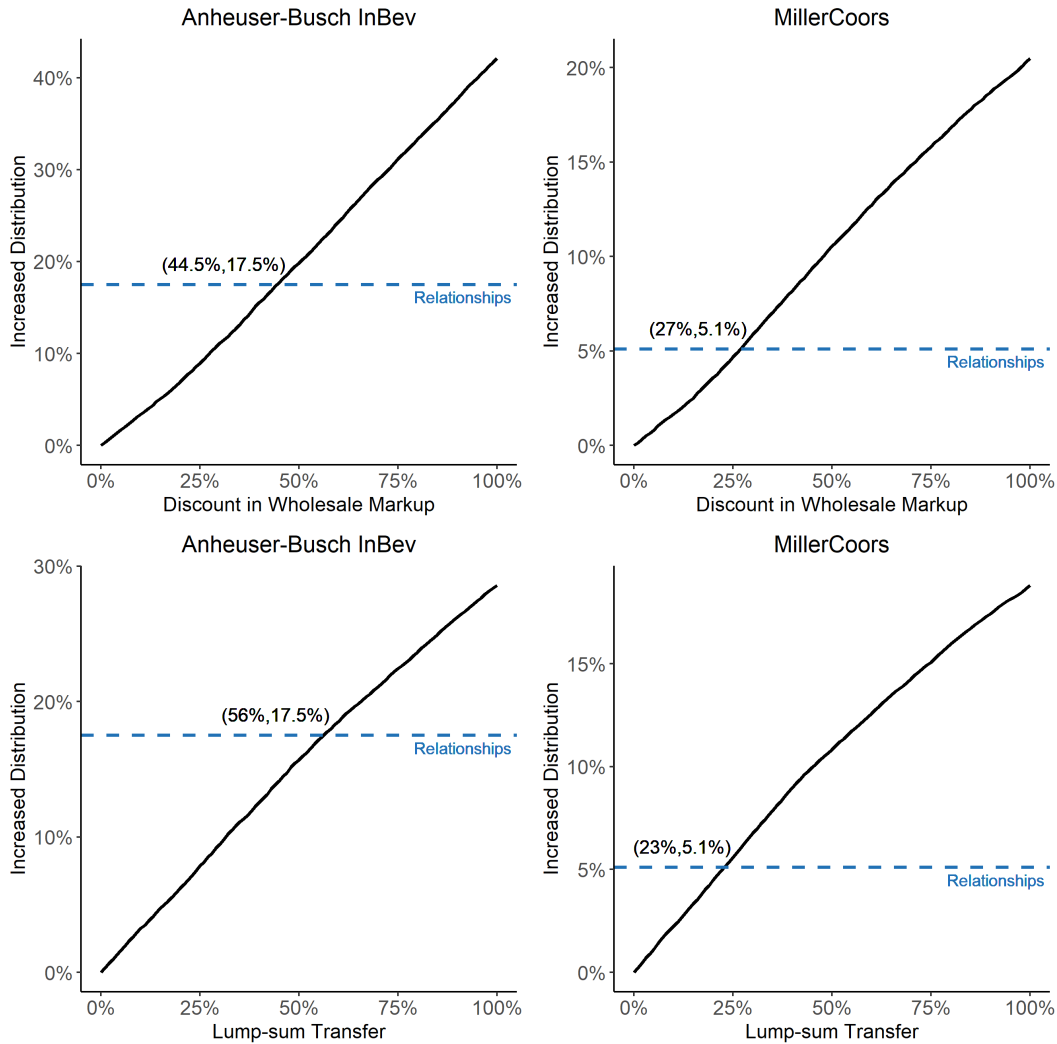 Anheuser-Busch InBev
Increased Distribution
40%
30%
20%
10%
0%
(44.5%,17.5%)
Relationships
0% 25% 50% 75% 100%
Discount in Wholesale Markup
MillerCoors
Increased Distribution
20%
15%
10%
5%
0%
(27%,5.1%)
Relationships
0% 25% 50% 75% 100%
Discount in Wholesale Markup
Anheuser-Busch InBev
Increased Distribution
30%
20%
10%
0%
(56%,17.5%)
Relationships
0% 25% 50% 75% 100%
Lump-sum Transfer
MillerCoors
Increased Distribution
15%
10%
5%
0%
(23%,5.1%)
Relationships
0% 25% 50% 75% 100%
Lump-sum Transfer